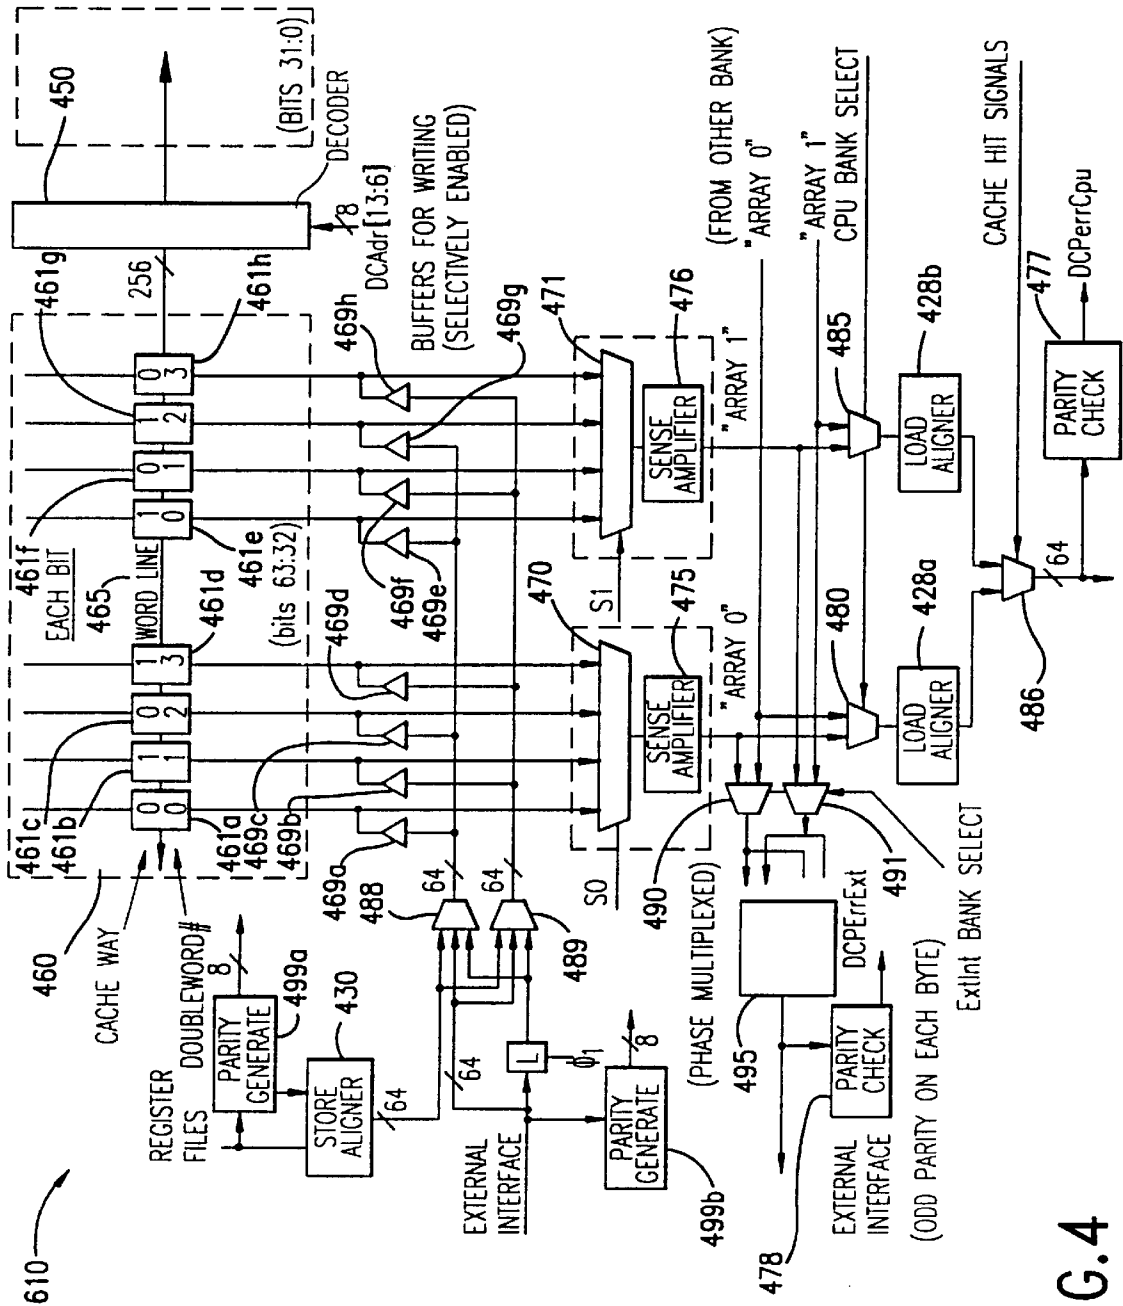 610
460
CACHE WAY
DOUBLEWORD#
461a
461b
461c
461d
461e
461f
461g
461h
0
0
1
1
0
2
1
3
1
0
0
1
1
2
0
3
EACH BIT
465
WORD LINE
(bits 63:32)
256
450
(BITS 31:0)
DECODER
8
DCAdr[13:6]
BUFFERS FOR WRITING
(SELECTIVELY ENABLED)
469a
469b
469c
469d
469e
469f
469g
469h
REGISTER
FILES
8
PARITY
GENERATE
499a
STORE
ALIGNER
430
64
64
64
64
488
489
EXTERNAL
INTERFACE
L
ϕ1
PARITY
GENERATE
8
499b
S0
470
SENSE
AMPLIFIER
475
S1
471
SENSE
AMPLIFIER
476
"ARRAY 0"
"ARRAY 1"
(FROM OTHER BANK)
"ARRAY 0"
"ARRAY 1"
CPU BANK SELECT
480
485
490
491
(PHASE MULTIPLEXED)
495
DCPErrExt
ExtInt BANK SELECT
PARITY
CHECK
478
EXTERNAL
INTERFACE
(ODD PARITY ON EACH BYTE)
LOAD
ALIGNER
428a
LOAD
ALIGNER
428b
CACHE HIT SIGNALS
486
64
PARITY
CHECK
477
DCPerrCpu
G.4